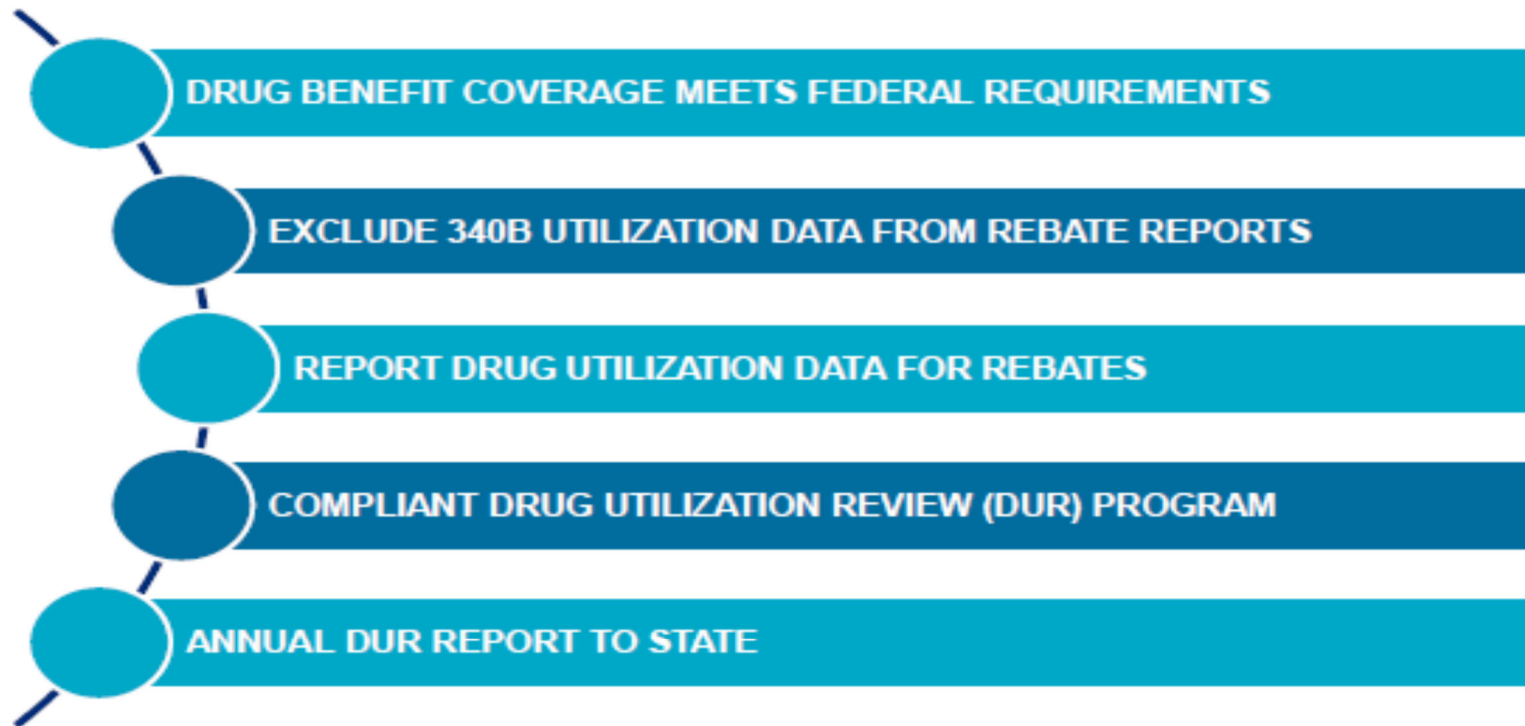 DRUG BENEFIT COVERAGE MEETS FEDERAL REQUIREMENTS
EXCLUDE 340B UTILIZATION DATA FROM REBATE REPORTS
REPORT DRUG UTILIZATION DATA FOR REBATES
COMPLIANT DRUG UTILIZATION REVIEW (DUR) PROGRAM
ANNUAL DUR REPORT TO STATE